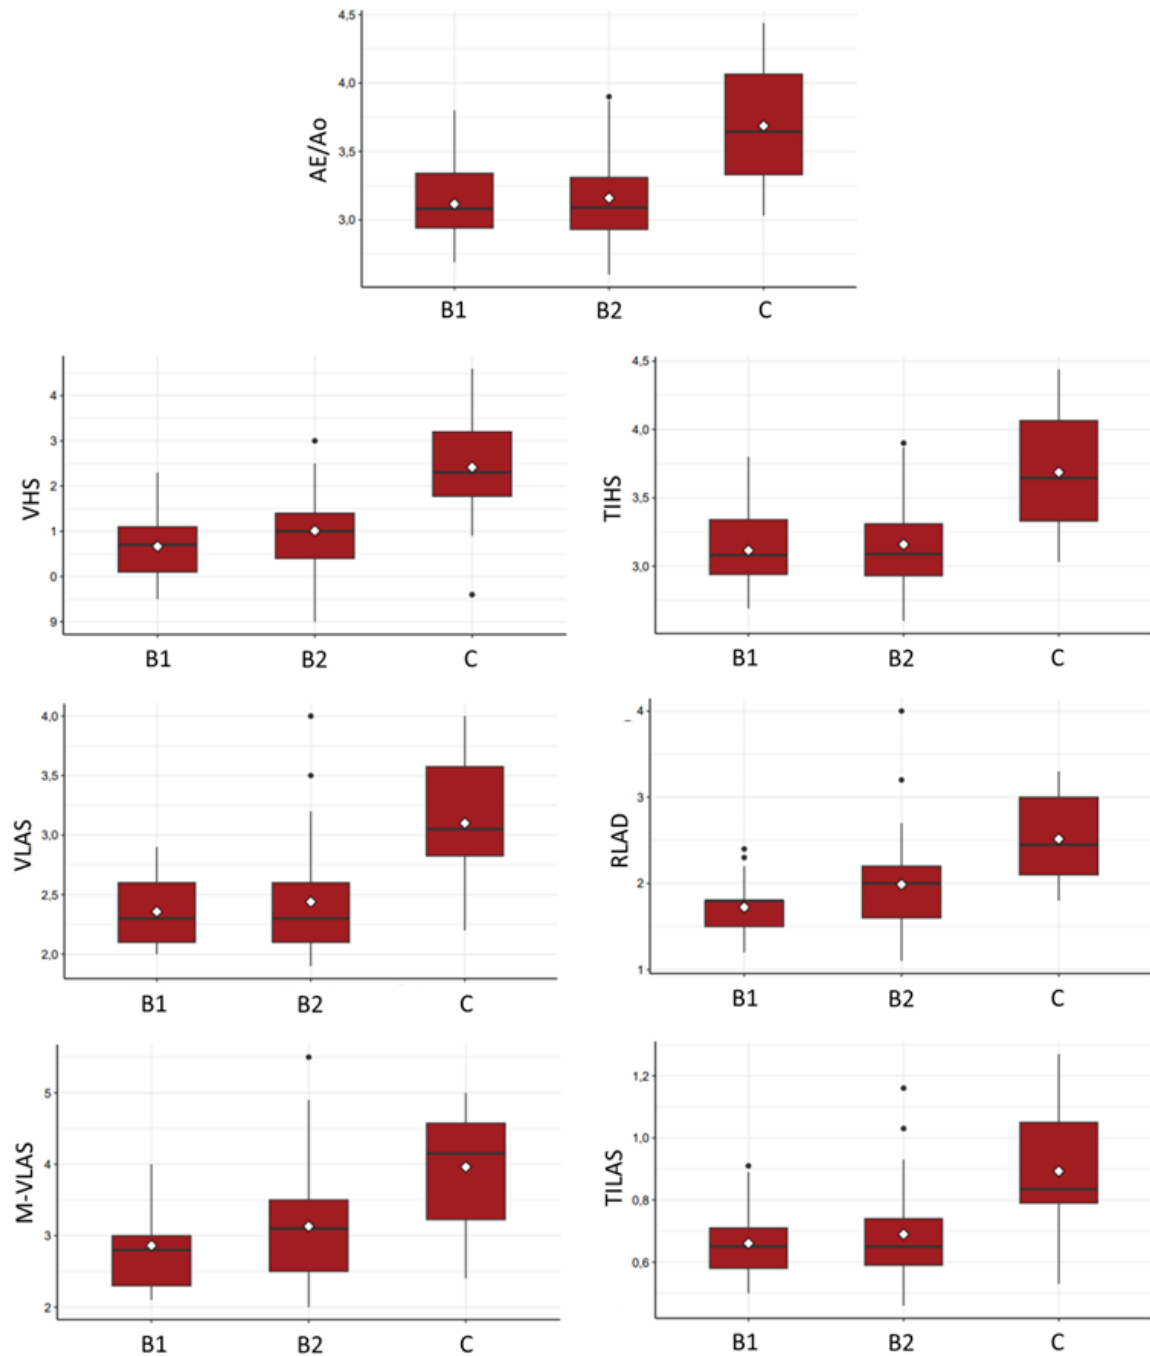 4,5
4,0
3,5
3,0
AE/Ao
B1 B2 C
4
3
2
1
0
9
VHS
B1 B2 C
4,5
4,0
3,5
3,0
TIHS
B1 B2 C
4,0
3,5
3,0
2,5
2,0
VLAS
B1 B2 C
4
3
2
1
RLAD
B1 B2 C
5
4
3
2
M-VLAS
B1 B2 C
1,2
1,0
0,8
0,6
TILAS
B1 B2 C